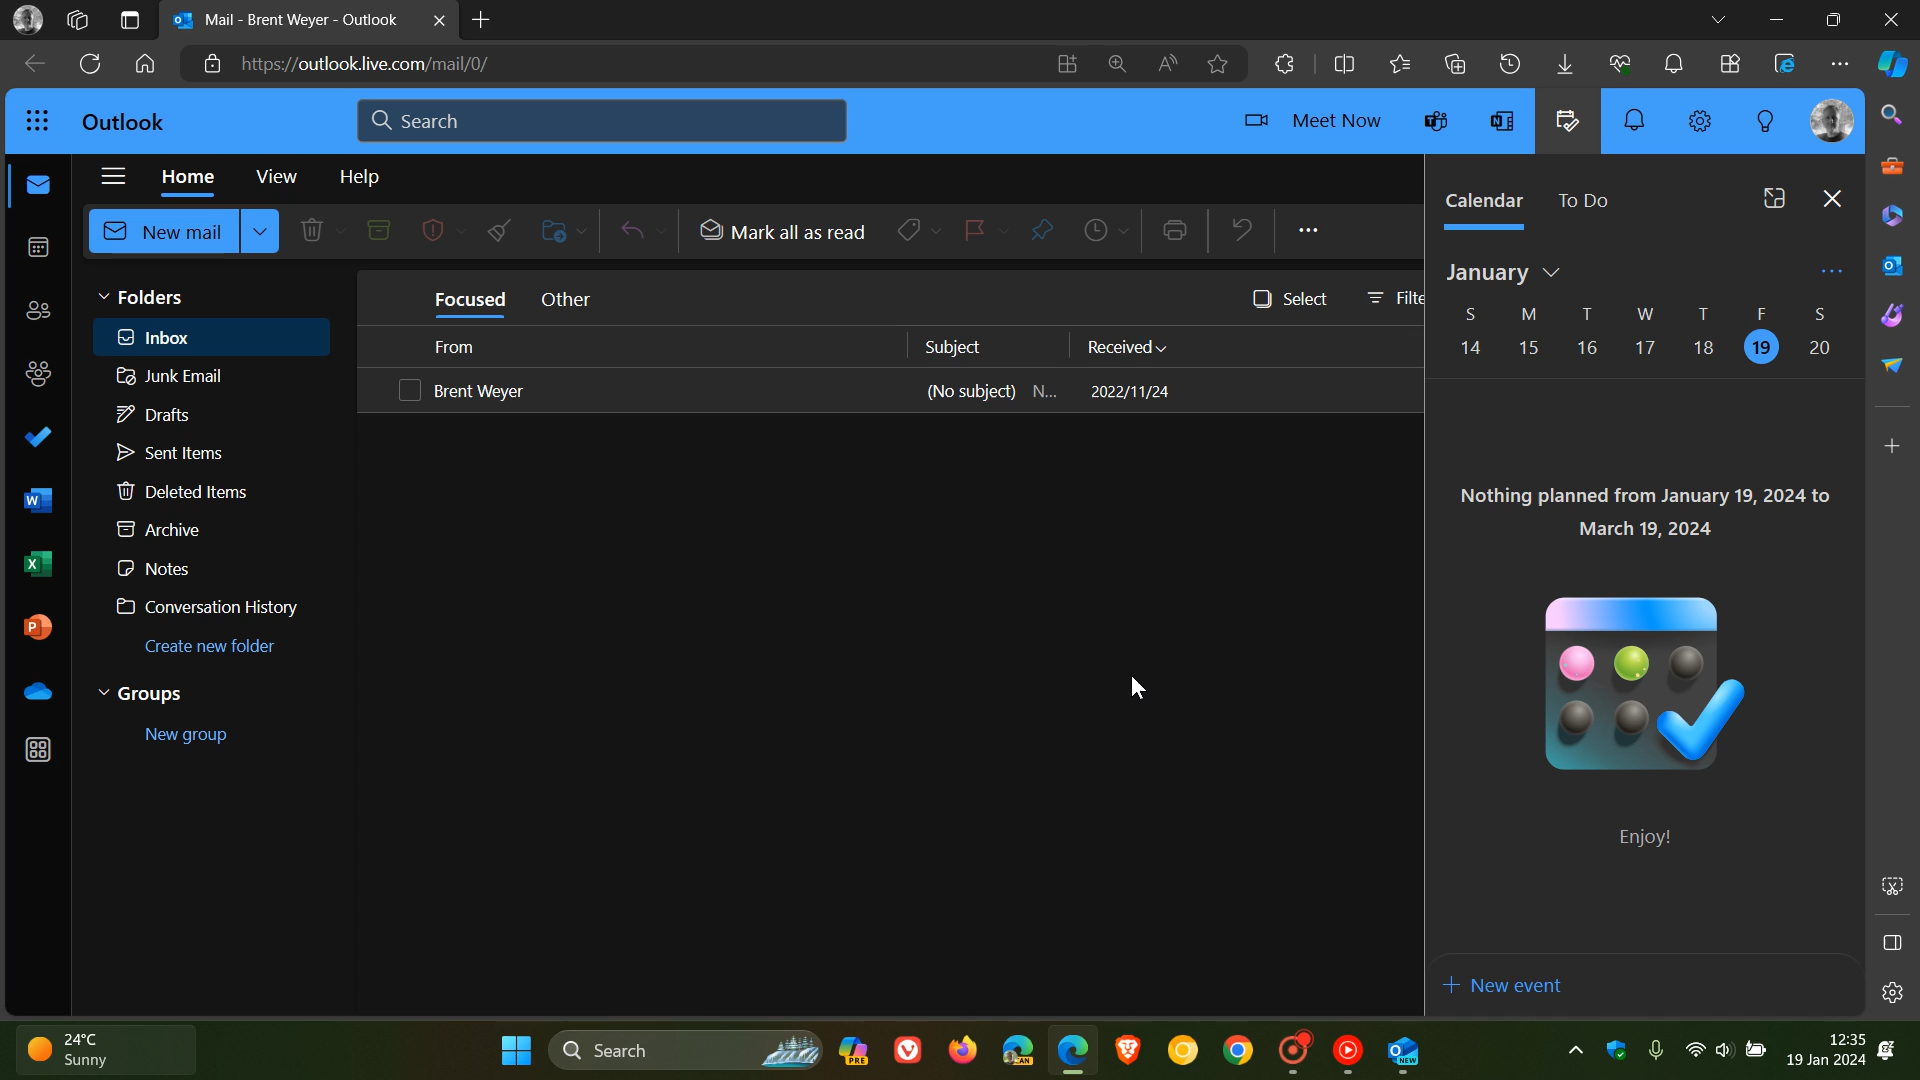 Mail - Brent Weyer - Outlook
https://outlook.live.com/mail/0/
Outlook
Search
Meet Now
Home View Help
New mail
Mark all as read
Folders
Inbox
Junk Email
Drafts
Sent Items
Deleted Items
Archive
Notes
Conversation History
Create new folder
Groups
New group
Focused Other
Select
Filte
From Subject Received
Brent Weyer (No subject) N... 2022/11/24
Calendar To Do
January
S M T W T F S
14 15 16 17 18 19 20
Nothing planned from January 19, 2024 to
March 19, 2024
Enjoy!
New event
24°C
Sunny
Search
PRE
CAN
NEW
12:35
19 Jan 2024